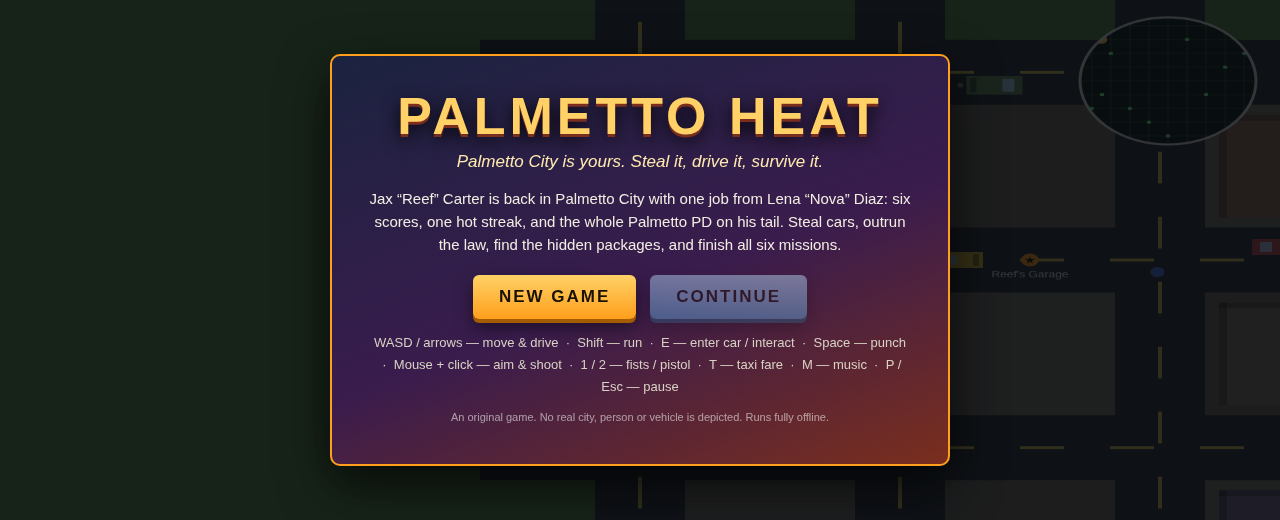 PALMETTO HEAT
Palmetto City is yours. Steal it, drive it, survive it.
Jax “Reef” Carter is back in Palmetto City with one job from Lena “Nova” Diaz: six
scores, one hot streak, and the whole Palmetto PD on his tail. Steal cars, outrun
the law, find the hidden packages, and finish all six missions.
Reef's Garage
NEW GAME CONTINUE
WASD / arrows — move & drive · Shift — run · E — enter car / interact · Space — punch
· Mouse + click — aim & shoot · 1 / 2 — fists / pistol · T — taxi fare · M — music · P /
Esc — pause
An original game. No real city, person or vehicle is depicted. Runs fully offline.